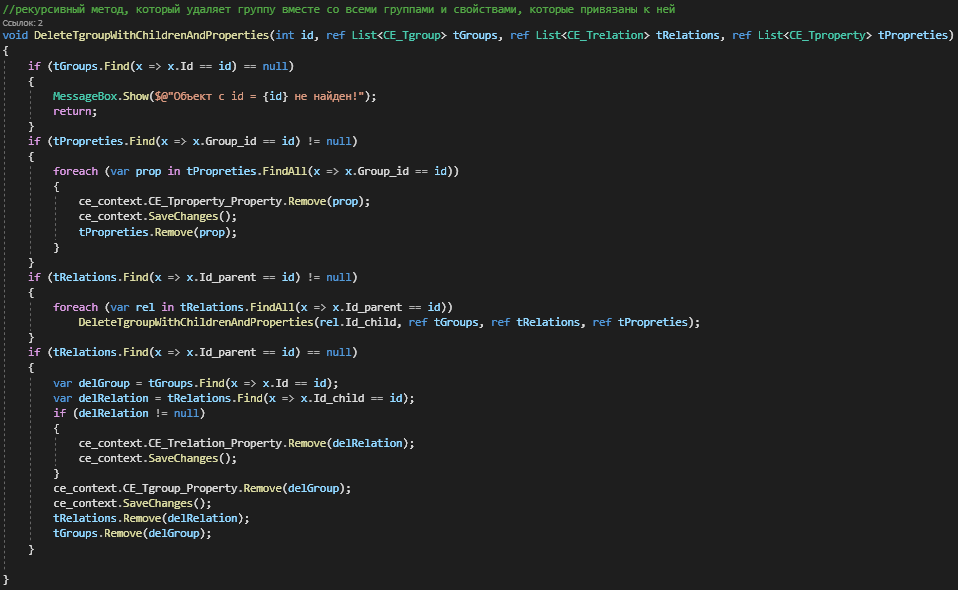 //рекурсивный метод, который удаляет группу вместе со всеми группами и свойствами, которые привязаны к ней
Ссылок: 2
void DeleteTgroupWithChildrenAndProperties(int id, ref List<CE_Tgroup> tGroups, ref List<CE_Trelation> tRelations, ref List<CE_Tproperty> tPropreties)
{
if (tGroups.Find(x => x.Id == id) == null)
{
MessageBox.Show($@"Объект с id = {id} не найден!");
return;
}
if (tPropreties.Find(x => x.Group_id == id) != null)
{
foreach (var prop in tPropreties.FindAll(x => x.Group_id == id))
{
ce_context.CE_Tproperty_Property.Remove(prop);
ce_context.SaveChanges();
tPropreties.Remove(prop);
}
}
if (tRelations.Find(x => x.Id_parent == id) != null)
{
foreach (var rel in tRelations.FindAll(x => x.Id_parent == id))
DeleteTgroupWithChildrenAndProperties(rel.Id_child, ref tGroups, ref tRelations, ref tPropreties);
}
if (tRelations.Find(x => x.Id_parent == id) == null)
{
var delGroup = tGroups.Find(x => x.Id == id);
var delRelation = tRelations.Find(x => x.Id_child == id);
if (delRelation != null)
{
ce_context.CE_Trelation_Property.Remove(delRelation);
ce_context.SaveChanges();
}
ce_context.CE_Tgroup_Property.Remove(delGroup);
ce_context.SaveChanges();
tRelations.Remove(delRelation);
tGroups.Remove(delGroup);
}
}